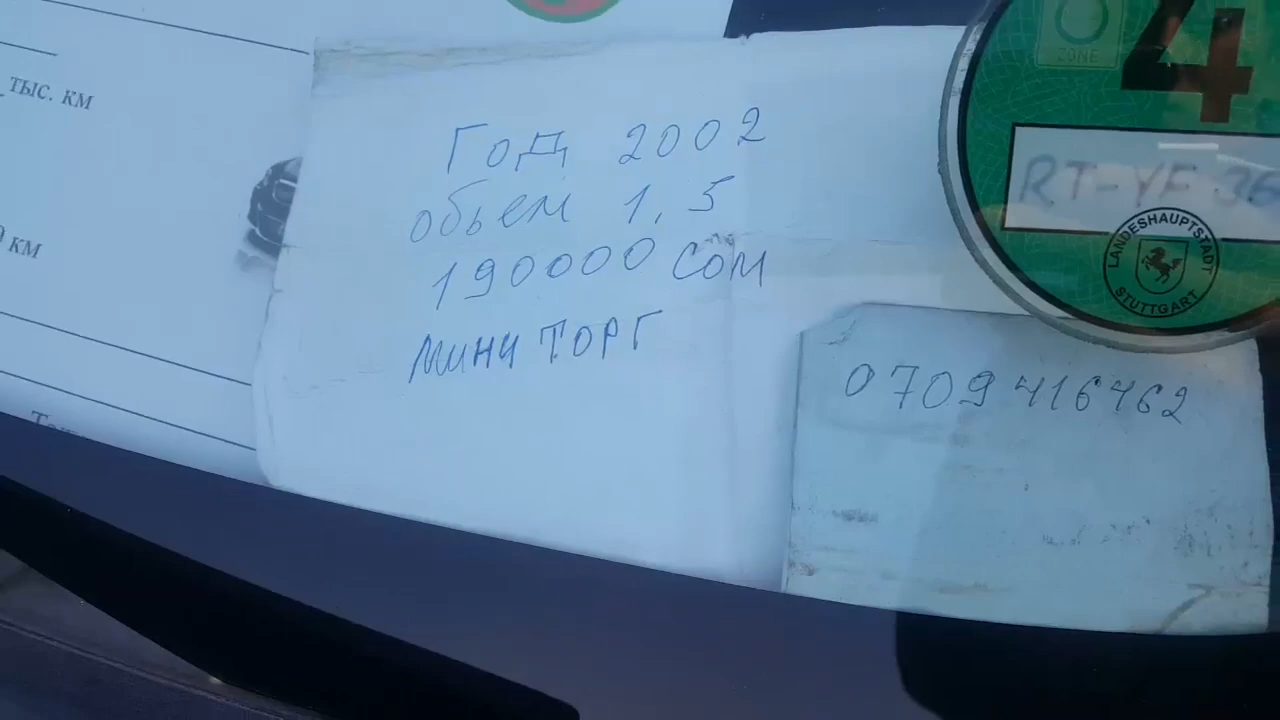 тыс. км
км
Год 2002
обьем 1,5
190000 сом
мини торг
0709416462
ZONE
4
RT-YF 36
LANDESHAUPTSTADT
STUTTGART